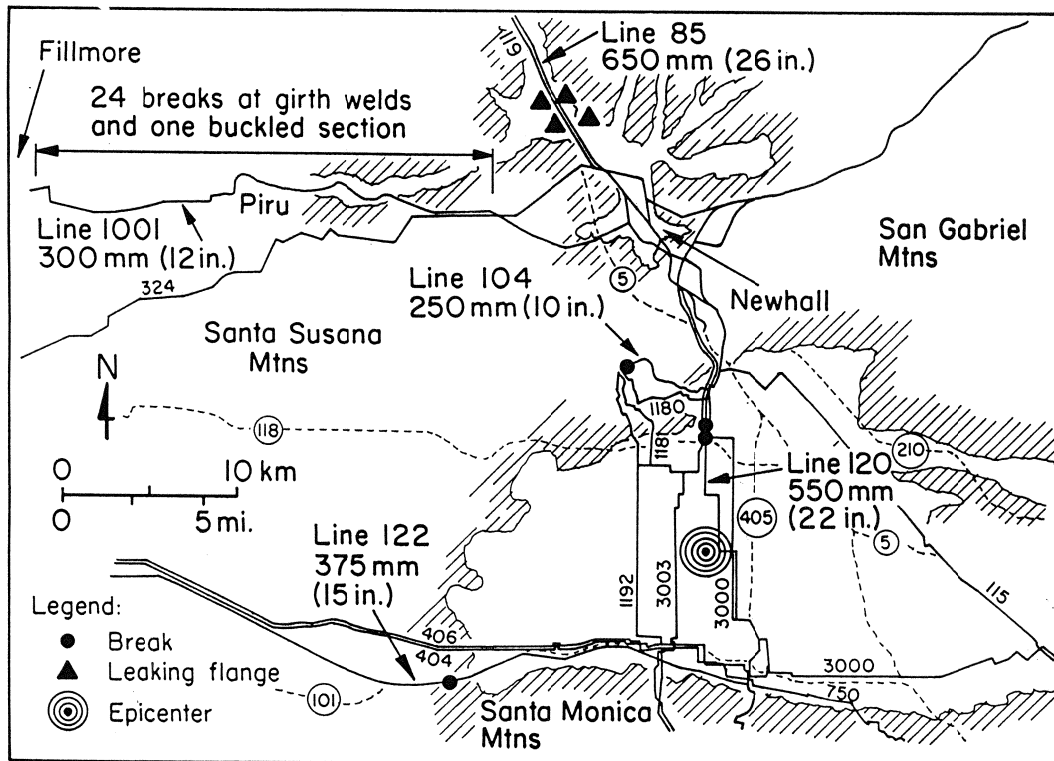 Fillmore
24 breaks at girth welds
and one buckled section
119
Line 85
650 mm (26 in.)
Piru
Line 1001
300 mm (12 in.)
324
Santa Susana
Mtns
Line 104
250 mm (10 in.)
5
Newhall
San Gabriel
Mtns
N
118
1180
1181
210
0 10 km
0 5 mi.
Line 120
550 mm
(22 in.)
405
5
Line 122
375 mm
(15 in.)
1192
3003
3000
115
Legend:
Break
Leaking flange
Epicenter
406
404
101
3000
750
Santa Monica
Mtns